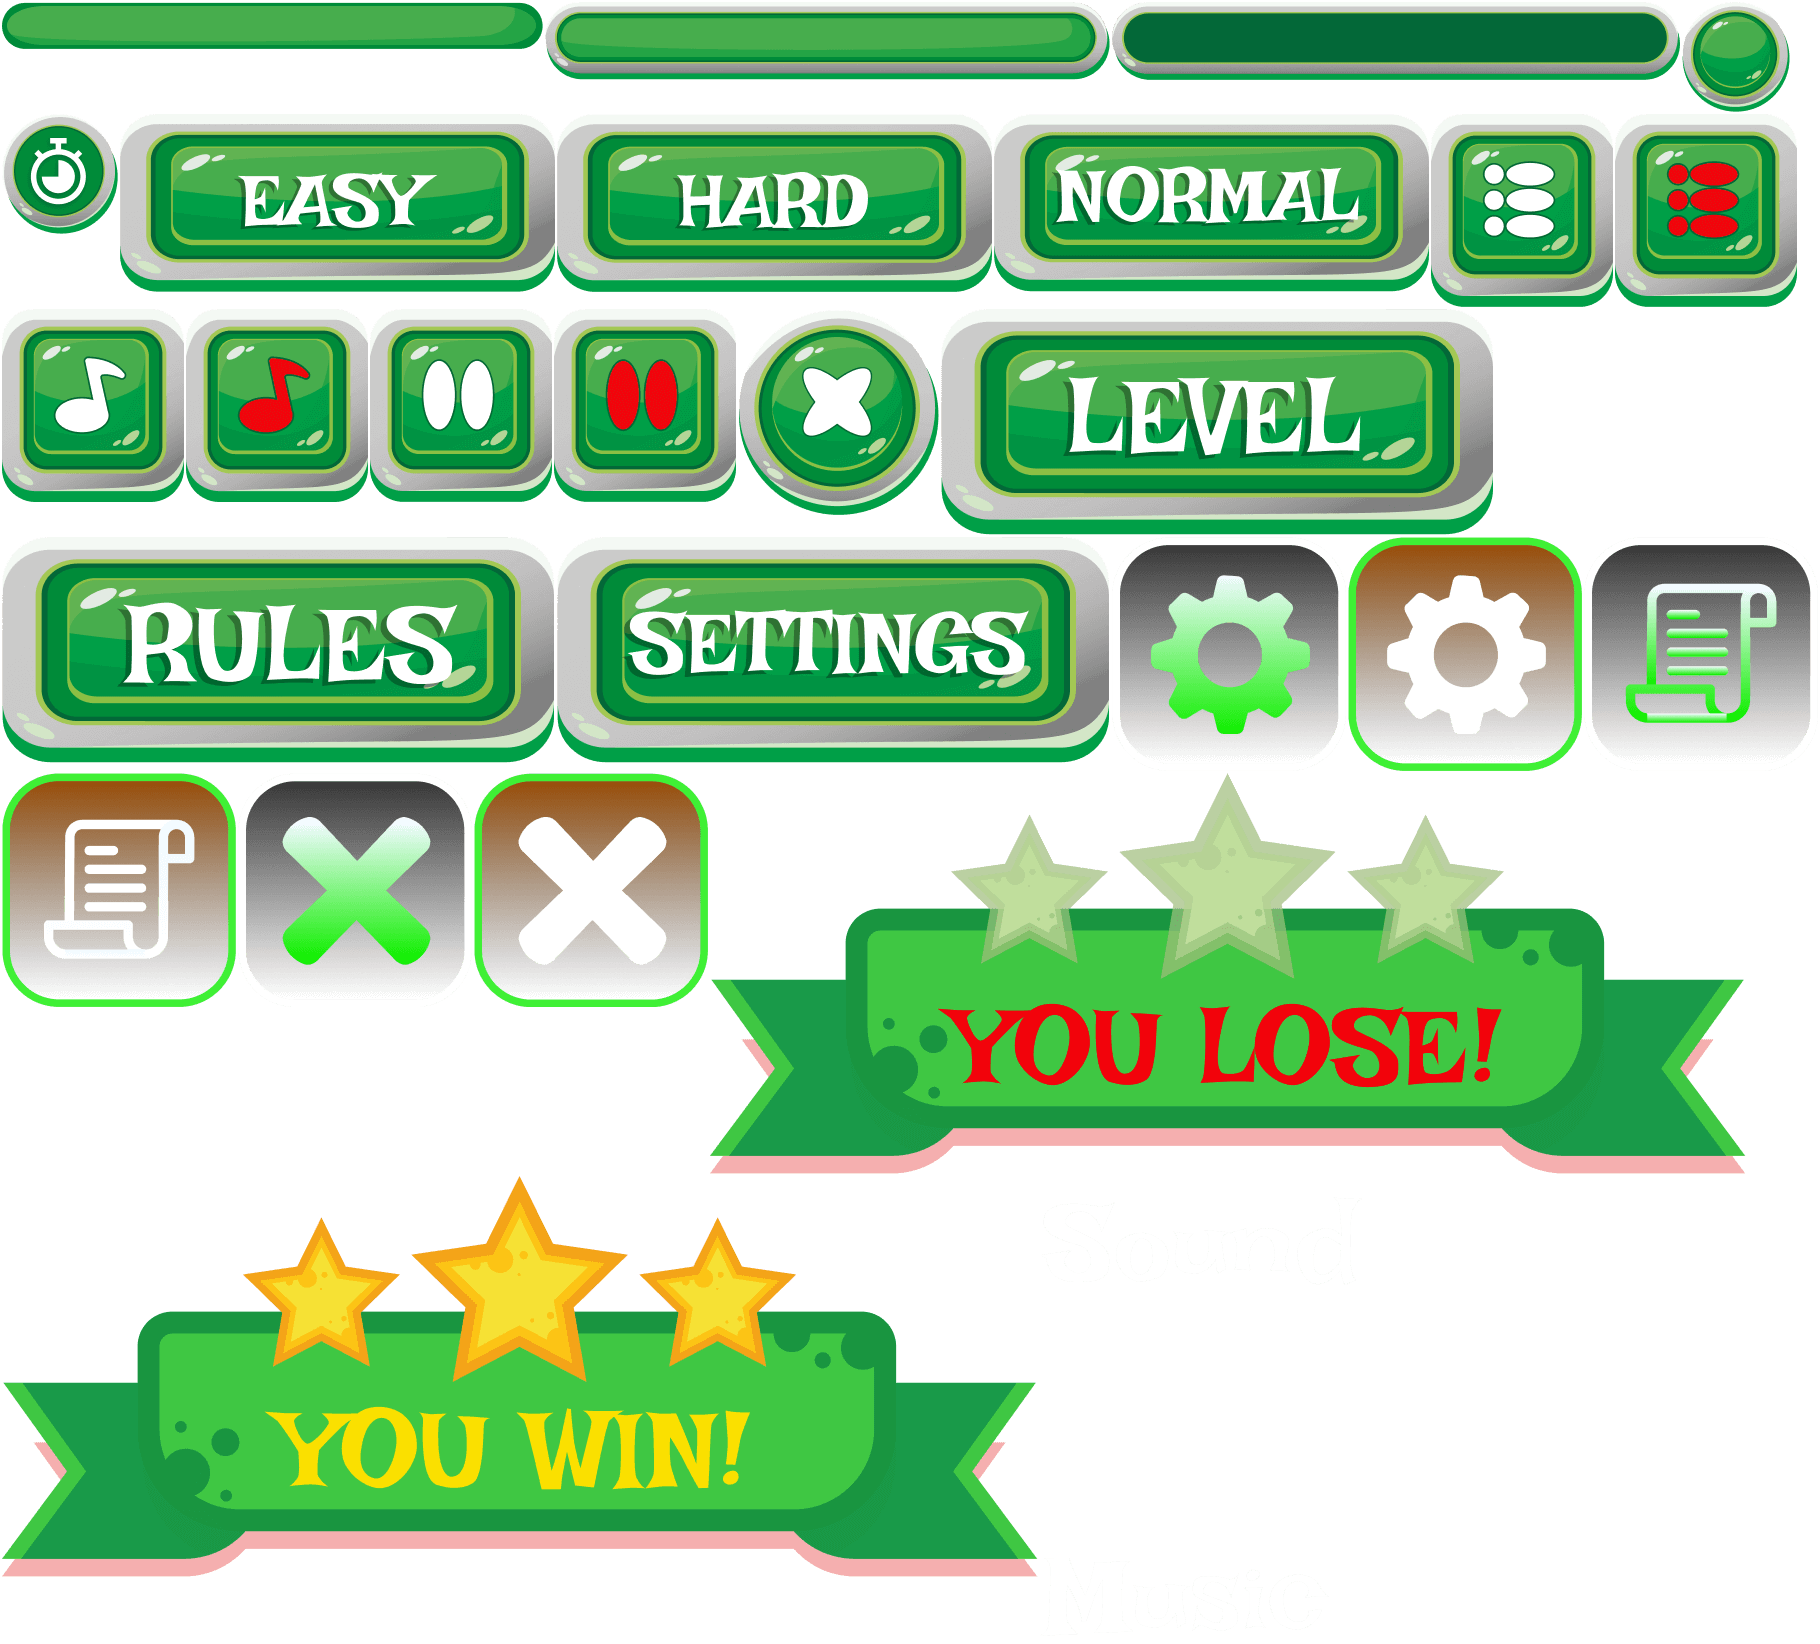 EASY
HARD
NORMAL
LEVEL
RULES
SETTINGS
YOU LOSE!
YOU WIN!